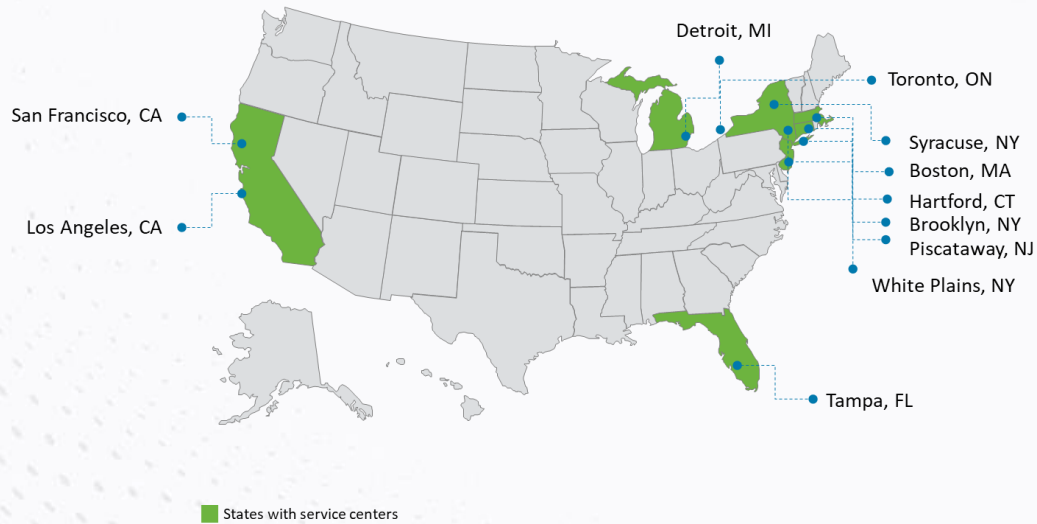 Detroit, MI
Toronto, ON
San Francisco, CA
Syracuse, NY
Boston, MA
Hartford, CT
Brooklyn, NY
Los Angeles, CA
Piscataway, NJ
White Plains, NY
Tampa, FL
States with service centers